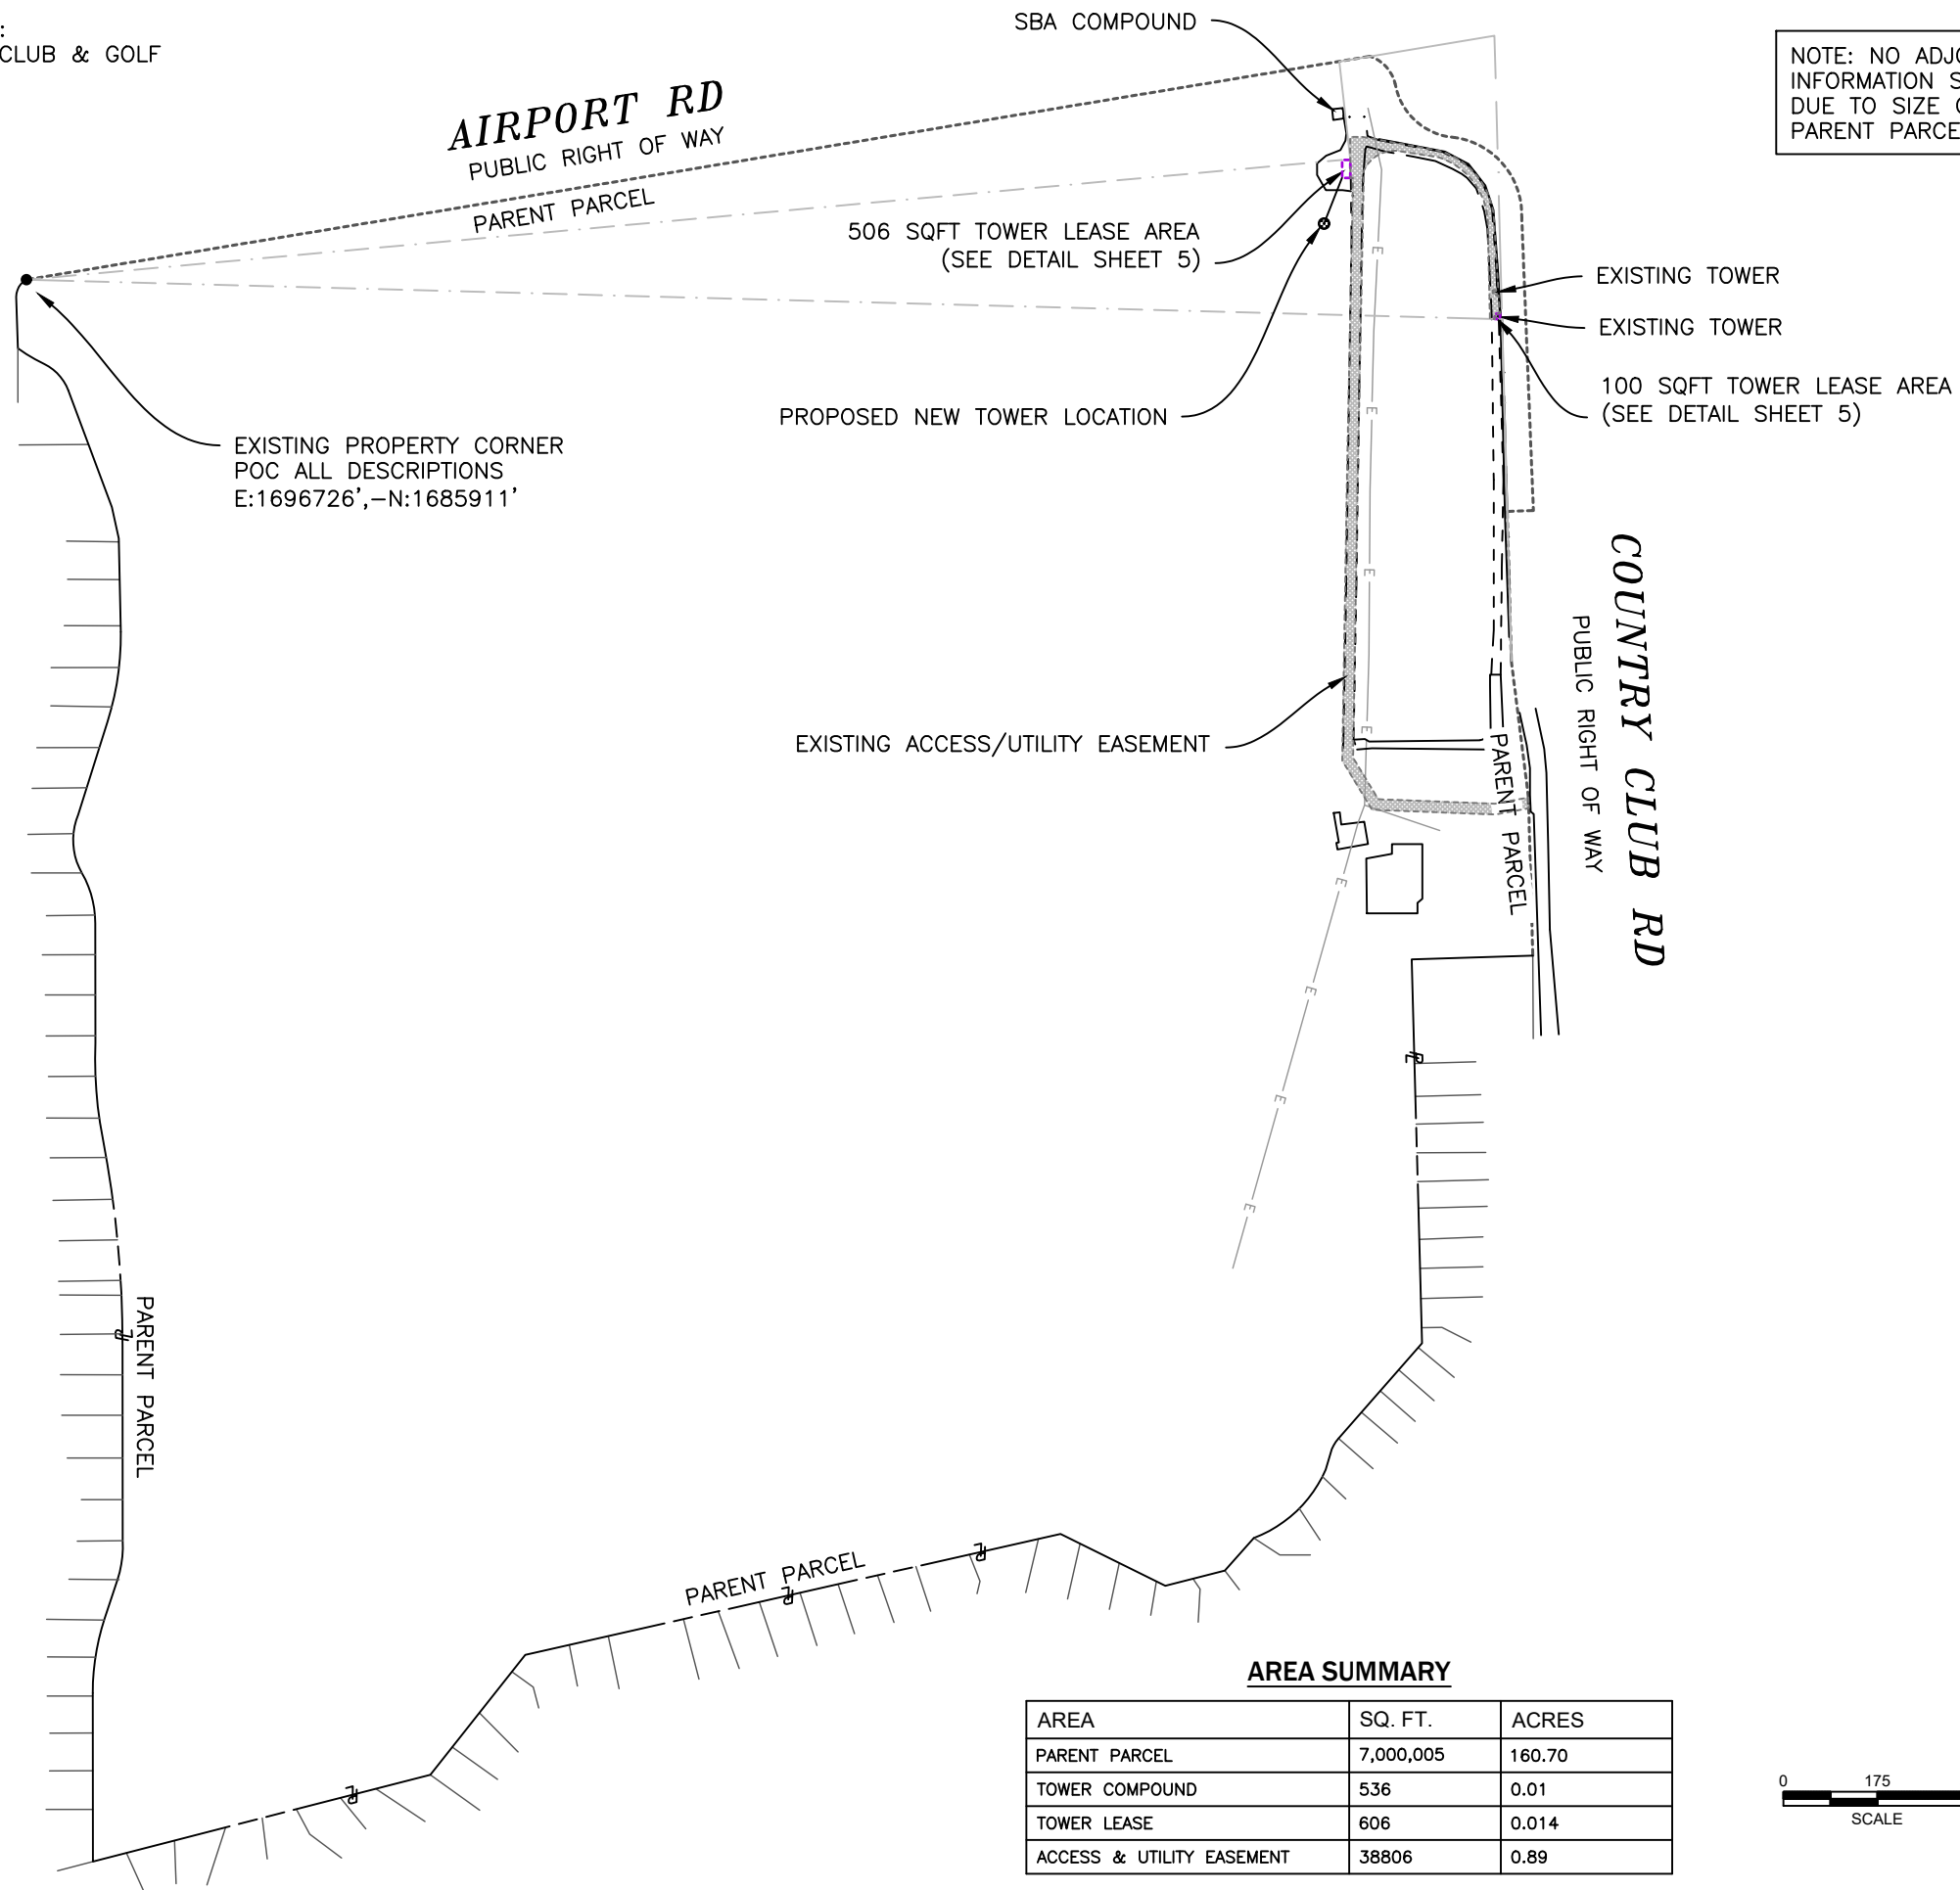 :
CLUB & GOLF
SBA COMPOUND
NOTE: NO
INFORMATION
DUE TO SIZE
PARENT
AIRPORT RD
PUBLIC RIGHT OF WAY
PARENT PARCEL
506 SQFT TOWER LEASE AREA
(SEE DETAIL SHEET 5)
EXISTING TOWER
EXISTING TOWER
100 SQFT TOWER LEASE AREA
(SEE DETAIL SHEET 5)
PROPOSED NEW TOWER LOCATION
EXISTING PROPERTY CORNER
POC ALL DESCRIPTIONS
E:1696726',-N:1685911'
COUNTRY CLUB RD
PUBLIC RIGHT OF WAY
PARENT PARCEL
EXISTING ACCESS/UTILITY EASEMENT
E
E
E
E
E
E
E
E
PARENT PARCEL
PARENT PARCEL
AREA SUMMARY
AREA SQ. FT. ACRES
PARENT PARCEL 7,000,005 160.70
TOWER COMPOUND 536 0.01
TOWER LEASE 606 0.014
ACCESS & UTILITY EASEMENT 38806 0.89
0 175
SCALE